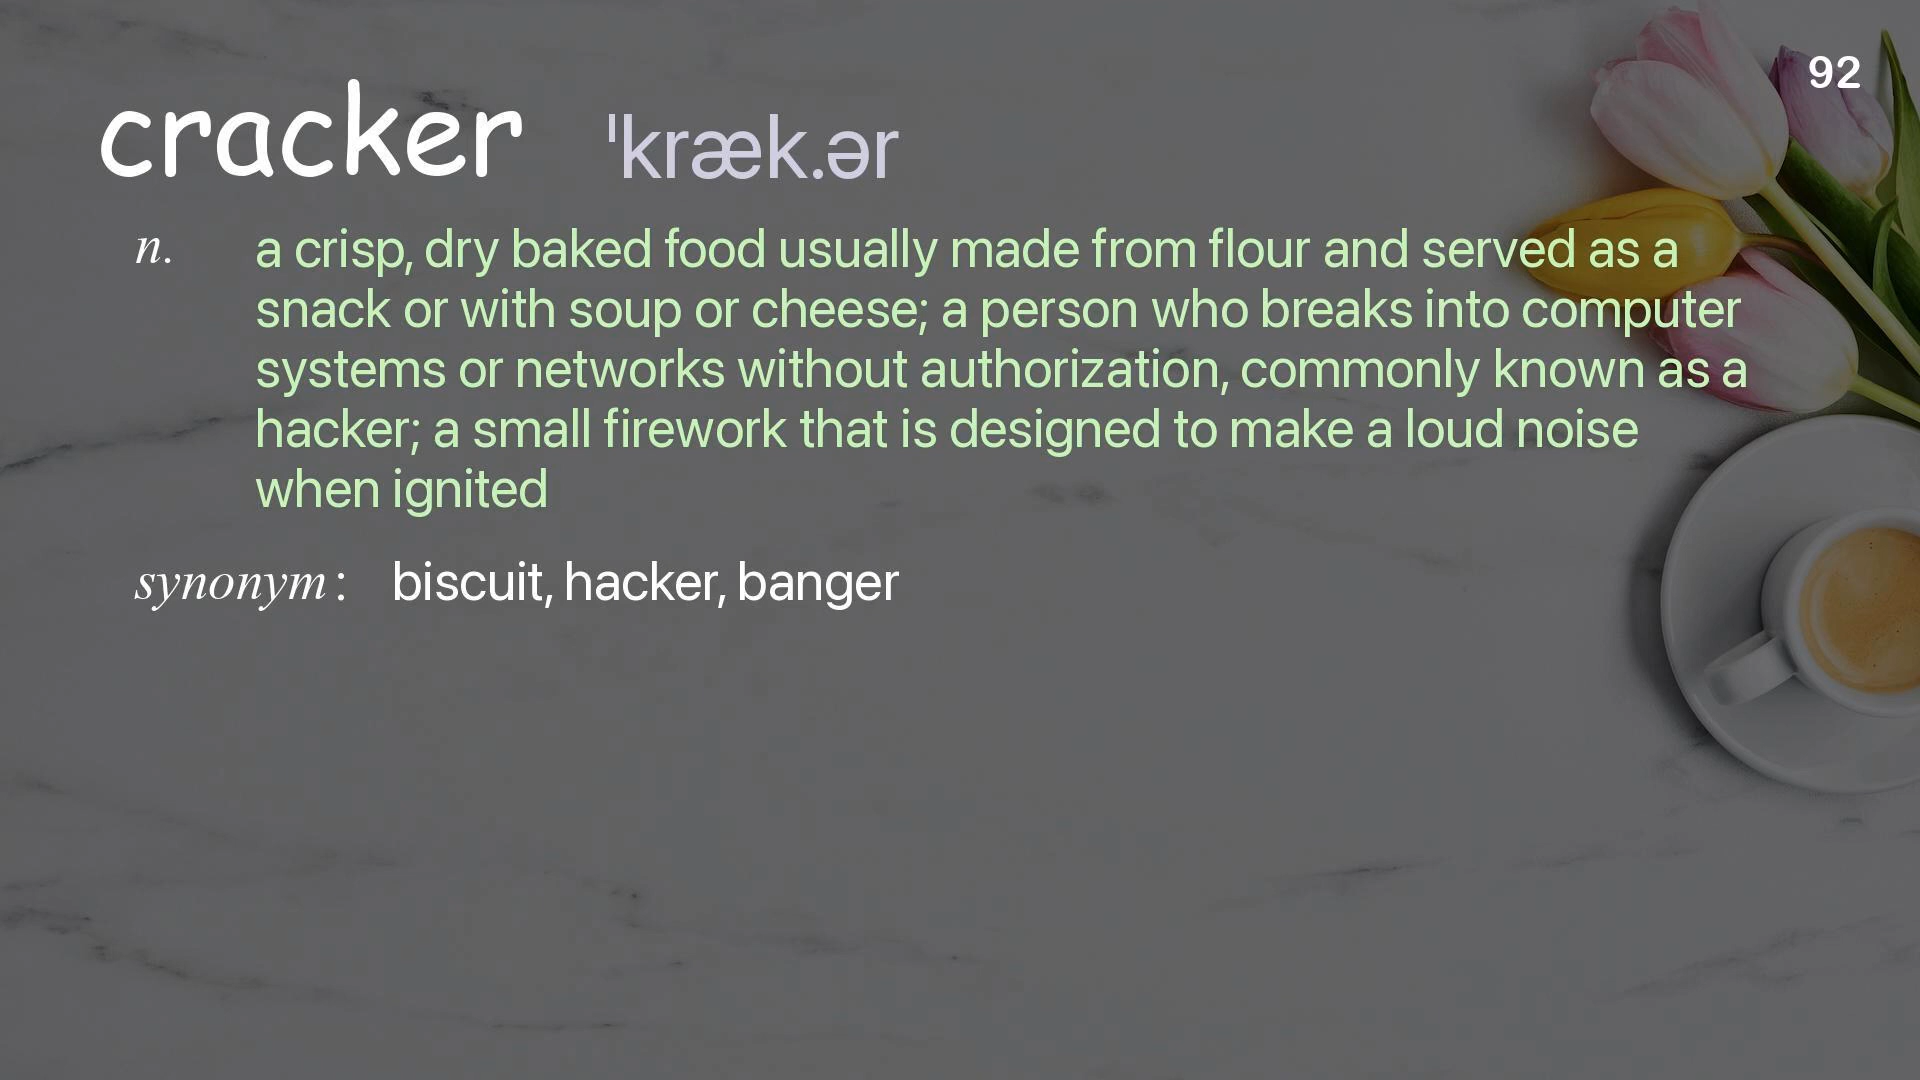 92
cracker ˈkræk.ər
n. a crisp, dry baked food usually made from flour and served as a
snack or with soup or cheese; a person who breaks into computer
systems or networks without authorization, commonly known as a
hacker; a small firework that is designed to make a loud noise
when ignited
synonym: biscuit, hacker, banger